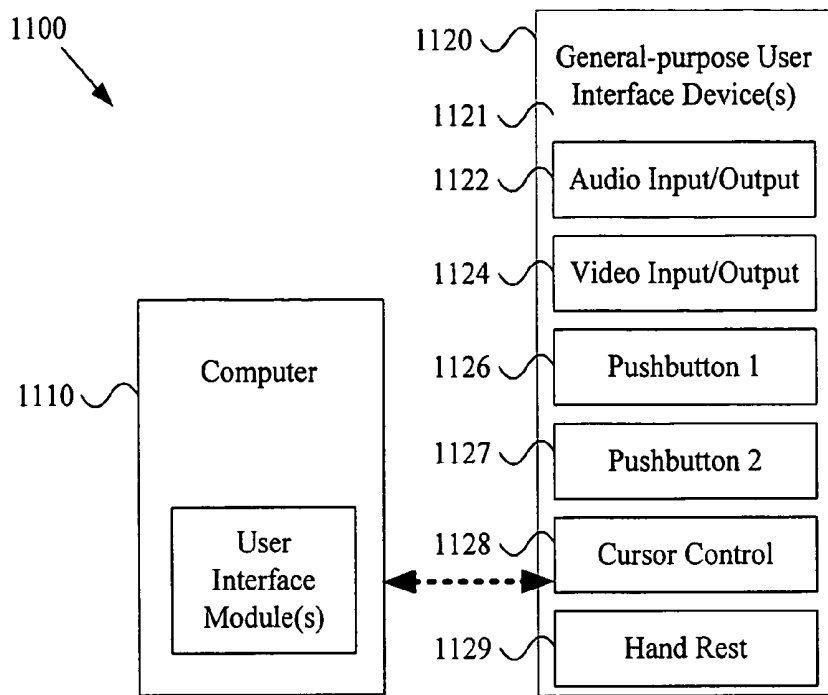 1100
1120
General-purpose User
Interface Device(s)
1121
1122
Audio Input/Output
1124
Video Input/Output
1110
Computer
1126
Pushbutton 1
1127
Pushbutton 2
User
Interface
Module(s)
1128
Cursor Control
1129
Hand Rest